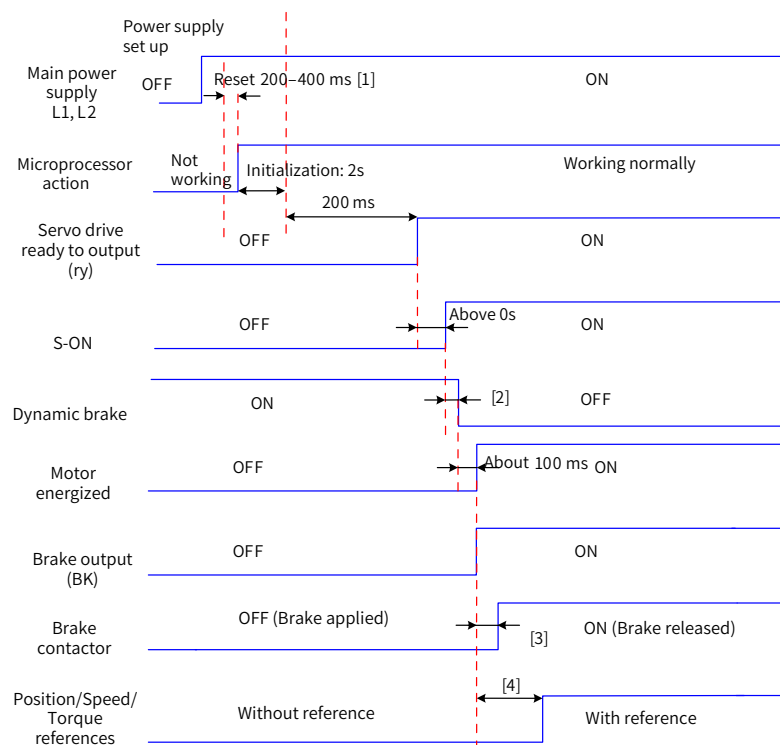 Power supply
set up
Main power
supply
L1, L2
OFF
Reset 200–400 ms [1]
ON
Microprocessor
action
Not
working
Initialization: 2s
Working normally
200 ms
Servo drive
ready to output
(ry)
OFF
ON
S-ON
OFF
Above 0s
ON
Dynamic brake
ON
[2]
OFF
Motor
energized
OFF
About 100 ms
ON
Brake output
(BK)
OFF
ON
Brake
contactor
OFF (Brake applied)
[3]
ON (Brake released)
Position/Speed/
Torque
references
Without reference
[4]
With reference